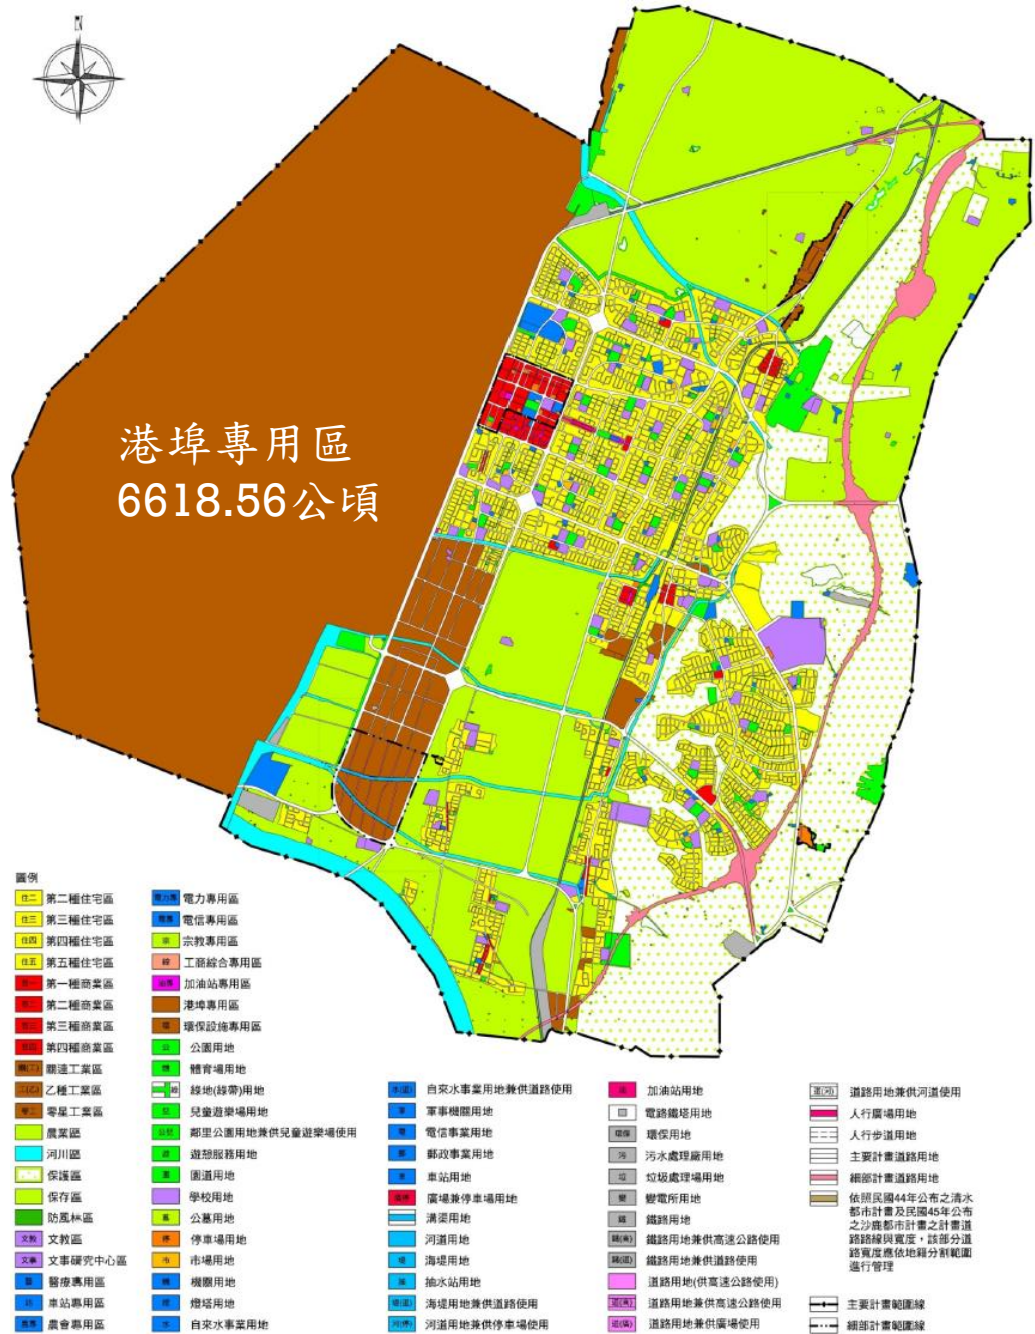 N
港埠專用區
6618.56公頃
圖例
住二 第二種住宅區
住三 第三種住宅區
住四 第四種住宅區
住五 第五種住宅區
第一種商業區
第二種商業區
第三種商業區
第四種商業區
關連工業區
乙種工業區
零星工業區
農業區
河川區
保護區
保存區
防風林區
文教 文教區
文事研究中心區
醫療專用區
車站專用區
農會專用區
電力專用區
電信專用區
宗教專用區
工商綜合專用區
加油站專用區
港埠專用區
環保設施專用區
公園用地
體育場用地
綠地(綠帶)用地
兒童遊樂場用地
鄰里公園用地兼供兒童遊樂場使用
遊憩服務用地
園道用地
學校用地
公墓用地
停車場用地
市 市場用地
機關用地
燈塔用地
水 自來水事業用地
自來水事業用地兼供道路使用
軍事機關用地
電信事業用地
郵政事業用地
車站用地
廣場兼停車場用地
溝渠用地
河道用地
海堤用地
抽水站用地
海堤用地兼供道路使用
河道用地兼供停車場使用
加油站用地
電路鐵塔用地
環保 環保用地
污 污水處理廠用地
垃 垃圾處理場用地
變 變電所用地
鐵 鐵路用地
鐵路用地兼供高速公路使用
鐵路用地兼供道路使用
道路用地(供高速公路使用)
道路用地兼供高速公路使用
道路用地兼供廣場使用
道(河) 道路用地兼供河道使用
人行廣場用地
人行步道用地
主要計畫道路用地
細部計畫道路用地
依照民國44年公布之清水
都市計畫及民國45年公布
之沙鹿都市計畫之計畫道
路路線與寬度，該部分道
路寬度應依地籍分割範圍
進行管理
主要計畫範圍線
細部計畫範圍線